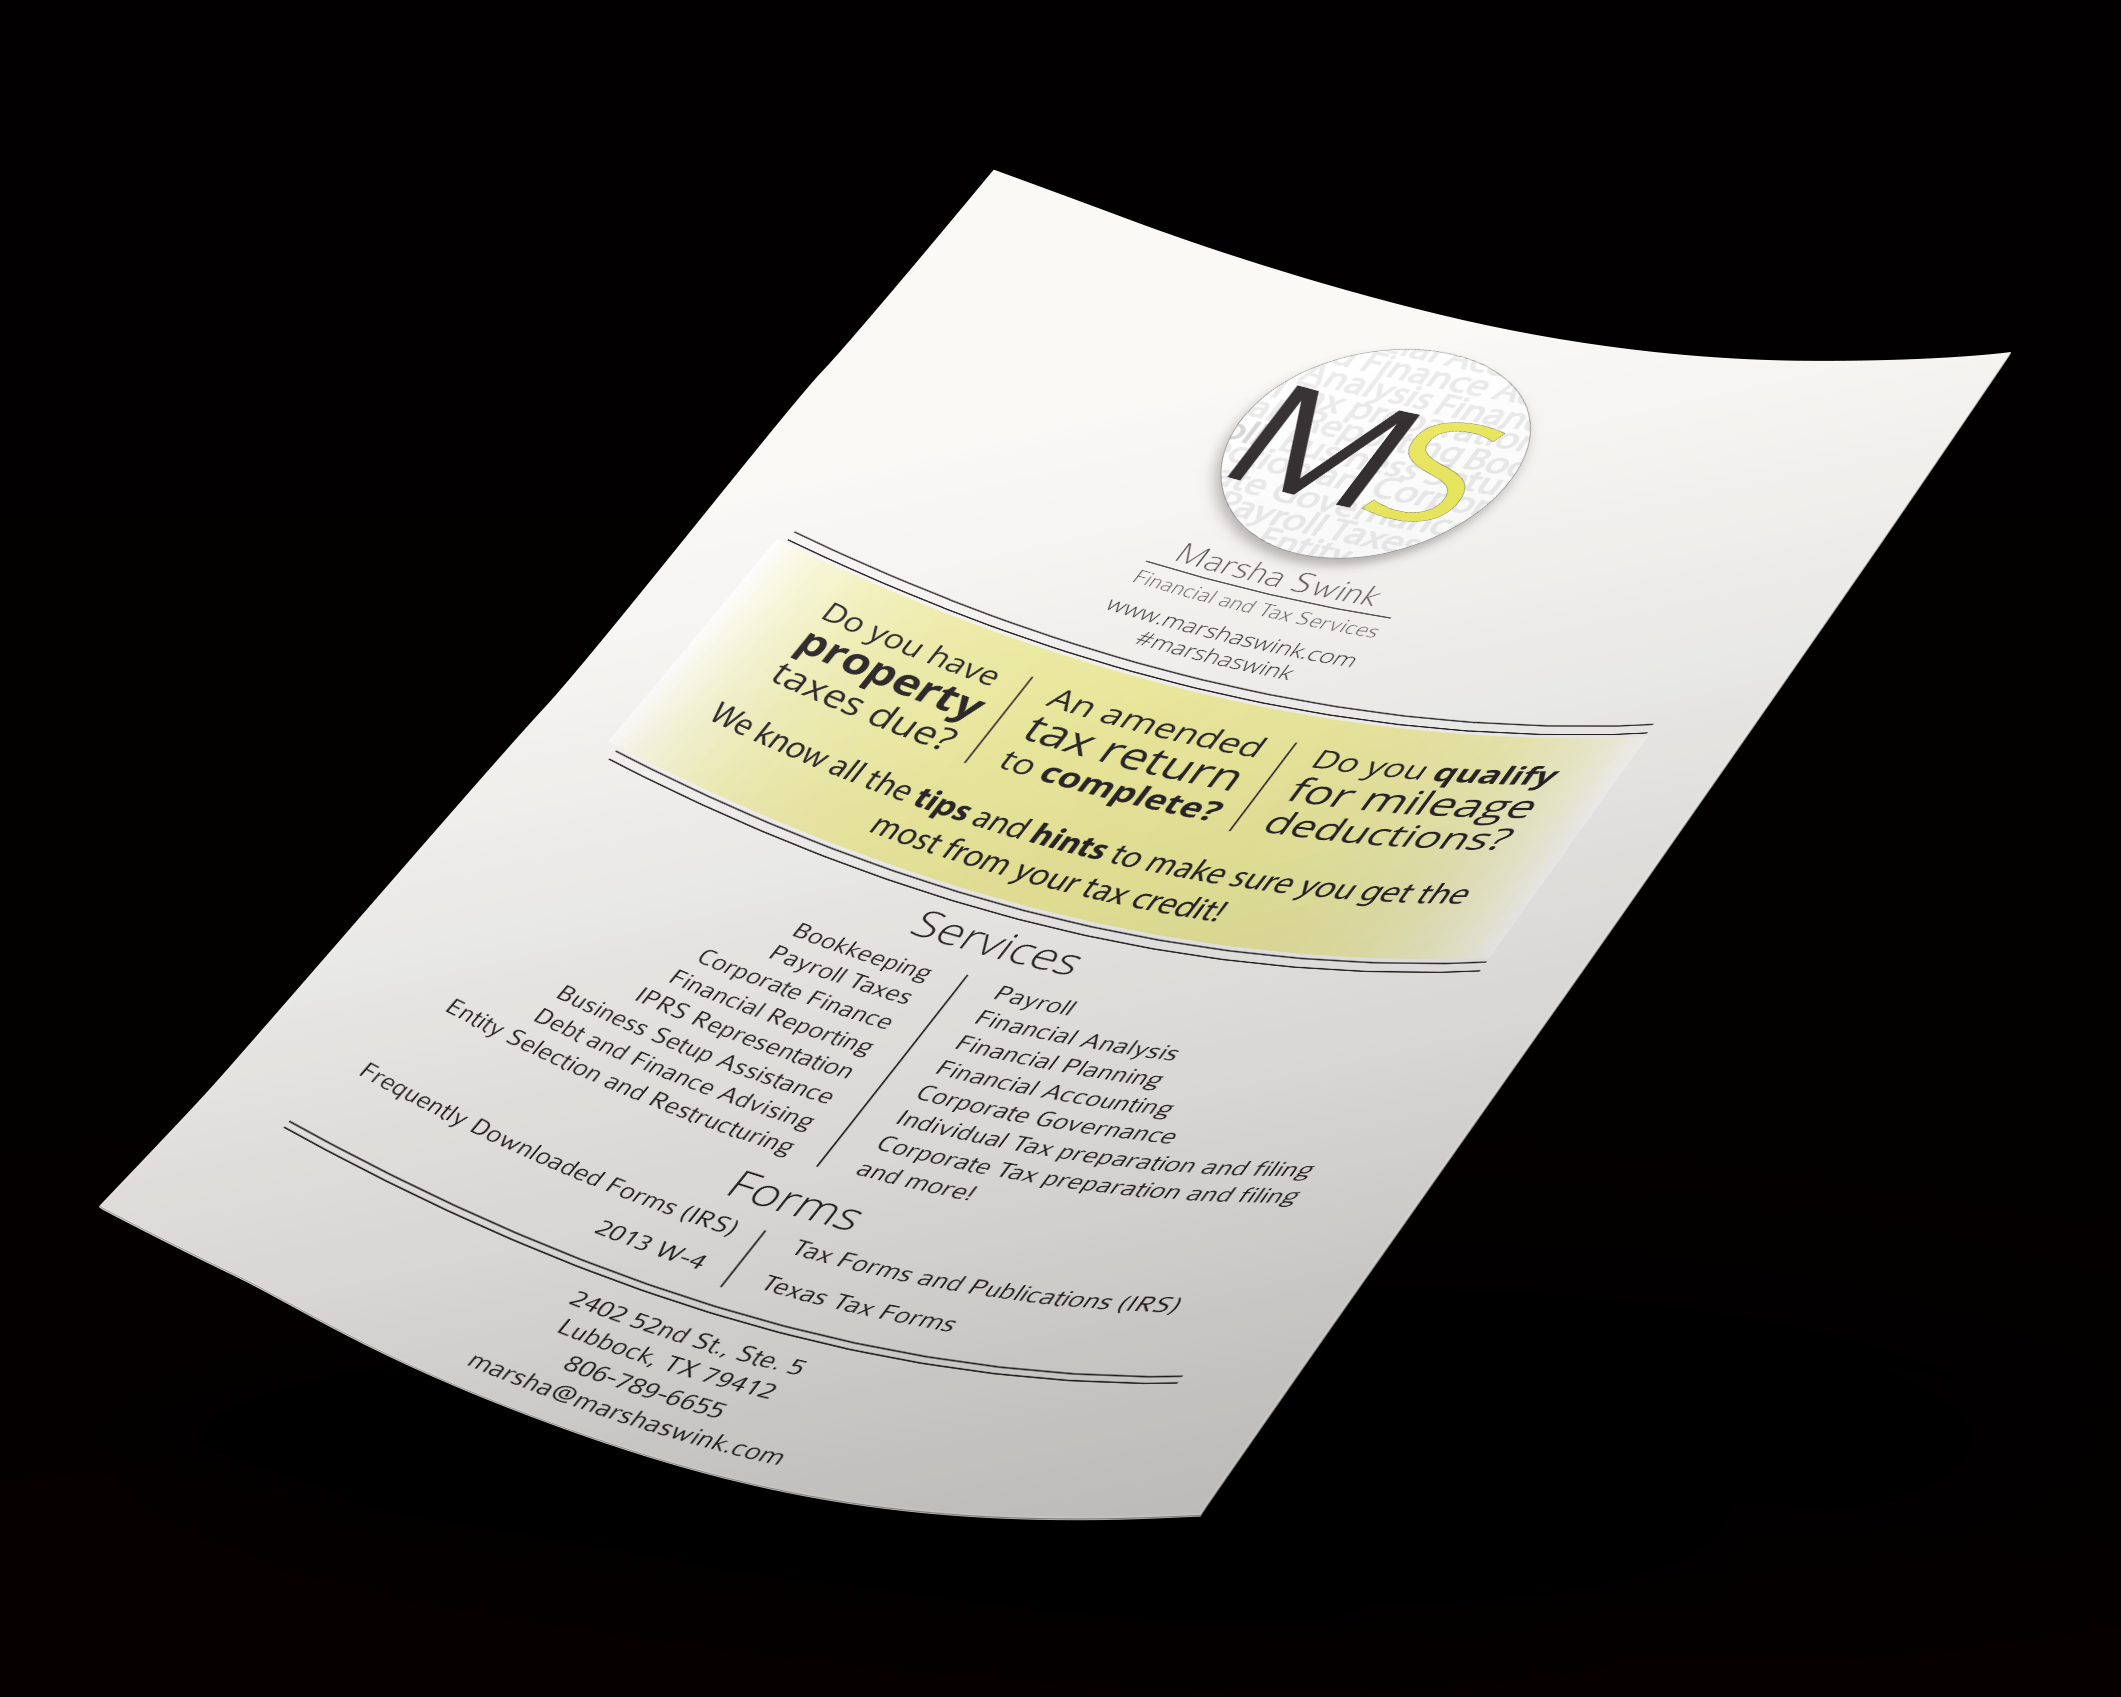 MS
Marsha Swink
Financial and Tax Services
www.marshaswink.com
#marshaswink
Do you have
property
taxes due?
An amended
tax return
to complete?
Do you qualify
for mileage
deductions?
We know all the tips and hints to make sure you get the
most from your tax credit!
Services
Bookkeeping
Payroll Taxes
Corporate Finance
Financial Reporting
IPRS Representation
Business Setup Assistance
Debt and Finance Advising
Entity Selection and Restructuring
Payroll
Financial Analysis
Financial Planning
Financial Accounting
Corporate Governance
Individual Tax preparation and filing
Corporate Tax preparation and filing
and more!
Forms
Frequently Downloaded Forms (IRS)
2013 W-4
Tax Forms and Publications (IRS)
Texas Tax Forms
2402 52nd St., Ste. 5
Lubbock, TX 79412
806-789-6655
marsha@marshaswink.com